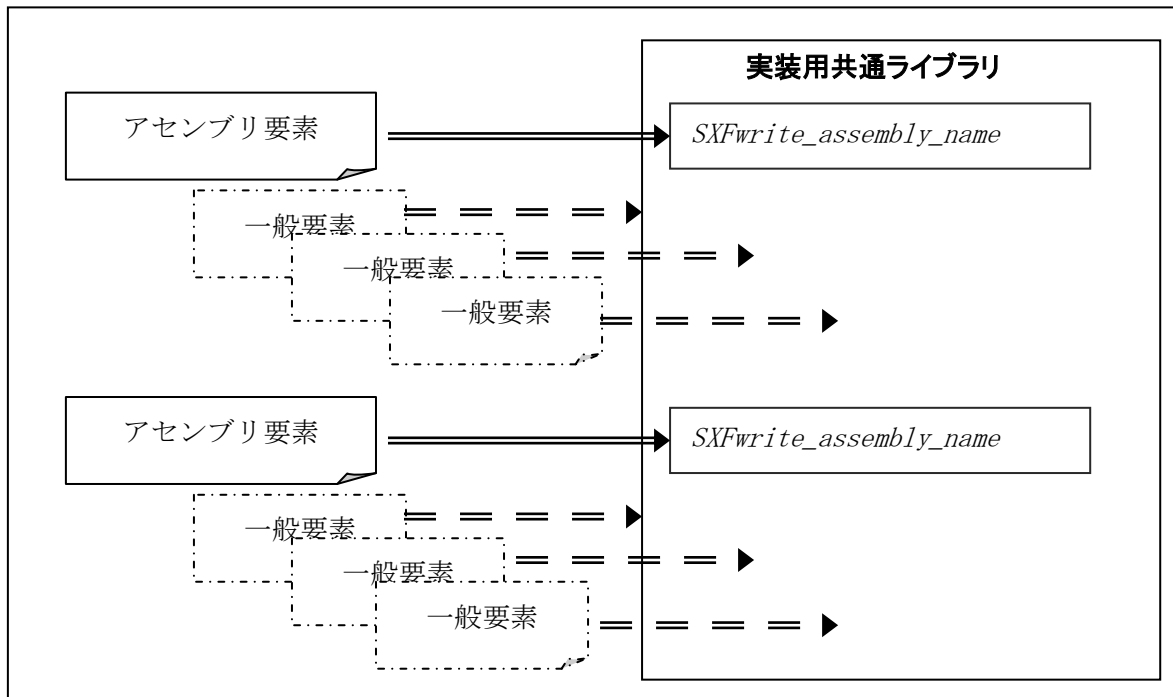 実装用共通ライブラリ
アセンブリ要素
SXFwrite_assembly_name
一般要素
一般要素
一般要素
アセンブリ要素
SXFwrite_assembly_name
一般要素
一般要素
一般要素